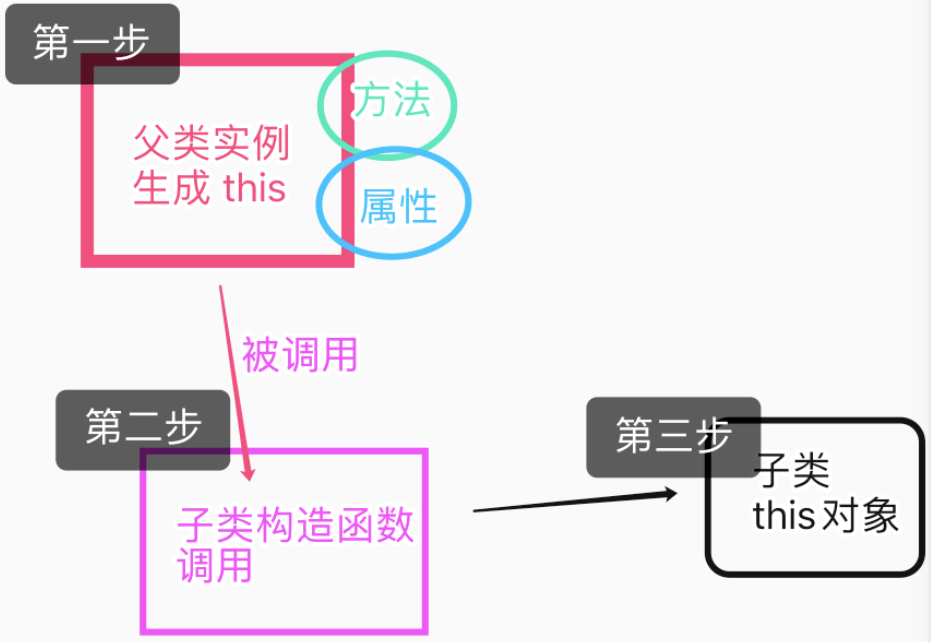 第一步
父类实例
生成 this
方法
属性
被调用
第二步
子类构造函数
调用
第三步
子类
this对象